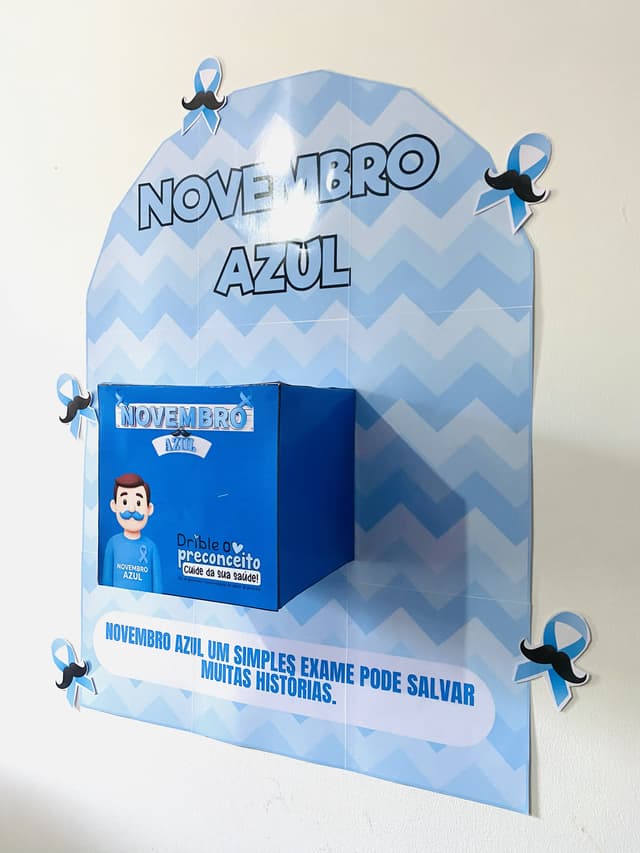 NOVEMBRO
AZUL
NOVEMBRO
AZUL
NOVEMBRO
AZUL
Drible o
preconceito
Cuide da sua saúde!
NOVEMBRO AZUL UM SIMPLES EXAME PODE SALVAR
MUITAS HISTÓRIAS.